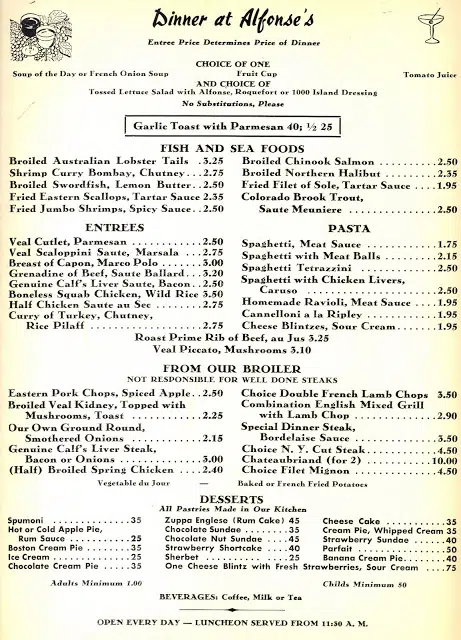 Dinner at Alfonse's
Entree Price Determines Price of Dinner
CHOICE OF ONE
Soup of the Day or French Onion Soup Fruit Cup Tomato Juice
AND CHOICE OF
Tossed Lettuce Salad with Alfonse, Roquefort or 1000 Island Dressing
No Substitutions, Please
Garlic Toast with Parmesan 40; ½ 25
FISH AND SEA FOODS
Broiled Australian Lobster Tails . 3.25
Shrimp Curry Bombay, Chutney . . . 2.75
Broiled Swordfish, Lemon Butter . . 2.50
Fried Eastern Scallops, Tartar Sauce 2.35
Fried Jumbo Shrimps, Spicy Sauce . . 2.50
Broiled Chinook Salmon . . . . . . . . . . 2.50
Broiled Northern Halibut . . . . . . . . . 2.35
Fried Filet of Sole, Tartar Sauce . . . . 1.95
Colorado Brook Trout,
Saute Meuniere . . . . . . . . . . . . . 2.50
ENTREES
Veal Cutlet, Parmesan . . . . . . . . . . 2.50
Veal Scaloppini Saute, Marsala . . . 2.75
Breast of Capon, Marco Polo . . . . . 3.00
Grenadine of Beef, Saute Ballard . . . 3.20
Genuine Calf's Liver Saute, Bacon . . 2.50
Boneless Squab Chicken, Wild Rice 3.50
Half Chicken Saute au Sec . . . . . . . 2.75
Curry of Turkey, Chutney,
Rice Pilaff . . . . . . . . . . . . . . . . 2.75
PASTA
Spaghetti, Meat Sauce . . . . . . . . . . . 1.75
Spaghetti with Meat Balls . . . . . . . . 2.15
Spaghetti Tetrazzini . . . . . . . . . . . . 2.50
Spaghetti with Chicken Livers,
Caruso . . . . . . . . . . . . . . . . . . . 2.50
Homemade Ravioli, Meat Sauce . . . . 1.95
Cannelloni a la Ripley . . . . . . . . . . 1.95
Cheese Blintzes, Sour Cream . . . . . . 1.95
Roast Prime Rib of Beef, au Jus 3.25
Veal Piccato, Mushrooms 3.10
FROM OUR BROILER
NOT RESPONSIBLE FOR WELL DONE STEAKS
Eastern Pork Chops, Spiced Apple . . 2.50
Broiled Veal Kidney, Topped with
Mushrooms, Toast . . . . . . . . . . . 2.25
Our Own Ground Round,
Smothered Onions . . . . . . . . . . . 2.15
Genuine Calf's Liver Steak,
Bacon or Onions . . . . . . . . . . . . 3.00
(Half) Broiled Spring Chicken . . . . 2.40
Choice Double French Lamb Chops 3.50
Combination English Mixed Grill
with Lamb Chop . . . . . . . . . . . . 2.90
Special Dinner Steak,
Bordelaise Sauce . . . . . . . . . . . . 3.50
Choice N. Y. Cut Steak . . . . . . . . . . 4.50
Chateaubriand (for 2) . . . . . . . . . . 10.00
Choice Filet Mignon . . . . . . . . . . . . 4.50
Vegetable du Jour — Baked or French Fried Potatoes
DESSERTS
All Pastries Made in Our Kitchen
Spumoni . . . . . . . . . . . . . 35
Hot or Cold Apple Pie,
Rum Sauce . . . . . . . . . . 25
Boston Cream Pie . . . . . . 35
Ice Cream . . . . . . . . . . . . 25
Chocolate Cream Pie . . . . . 35
Zuppa Englese (Rum Cake) 45
Chocolate Sundae . . . . . . . . 35
Chocolate Nut Sundae . . . . 45
Strawberry Shortcake . . . . 40
Sherbet . . . . . . . . . . . . . 25
Cheese Cake . . . . . . . . . . 35
Cream Pie, Whipped Cream 35
Strawberry Sundae . . . . . . 40
Parfait . . . . . . . . . . . . . . 50
Banana Cream Pie . . . . . . . 40
One Cheese Blintz with Fresh Strawberries, Sour Cream . . . . 75
Adults Minimum 1.00 Childs Minimum 50
BEVERAGES: Coffee, Milk or Tea
OPEN EVERY DAY — LUNCHEON SERVED FROM 11:30 A. M.